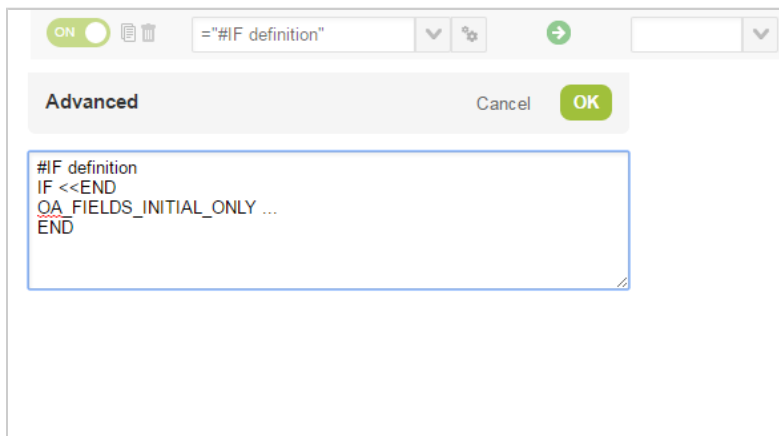 ON ="#IF definition"
Advanced Cancel OK
#IF definition
IF <<END
OA_FIELDS_INITIAL_ONLY ...
END